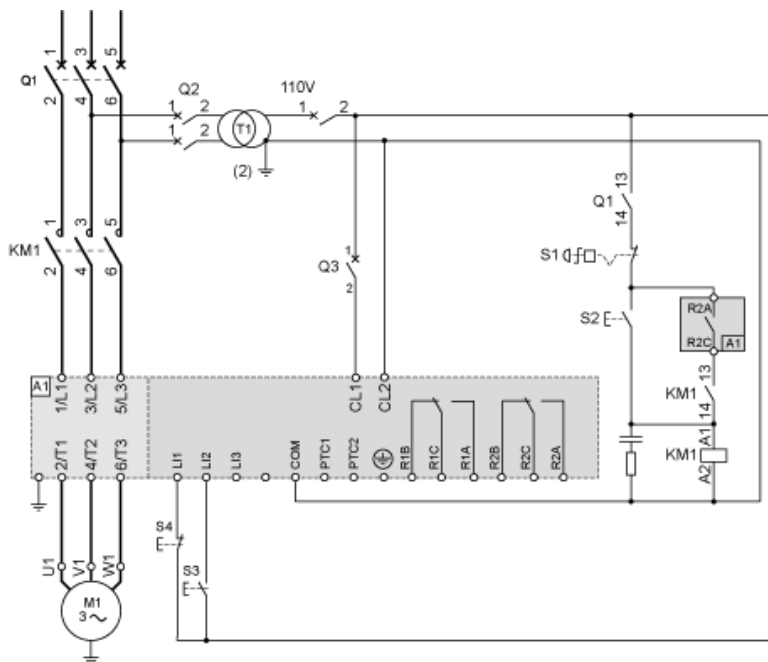 1 3 5
Q1
2 4 6
Q2
1 2
1 2
T1
(2)
110V
1 2
KM1
1 3 5
2 4 6
Q3
1
2
Q1
13
14
S1
S2
R2A
R2C
A1
KM1
13
14
KM1
A1
A2
A1
1/L1 3/L2 5/L3
CL1 CL2
2/T1 4/T2 6/T3
LI1 LI2 LI3 COM PTC1 PTC2 R1B R1C R1A R2B R2C R2A
S4
S3
U1 V1 W1
M1
3 ~